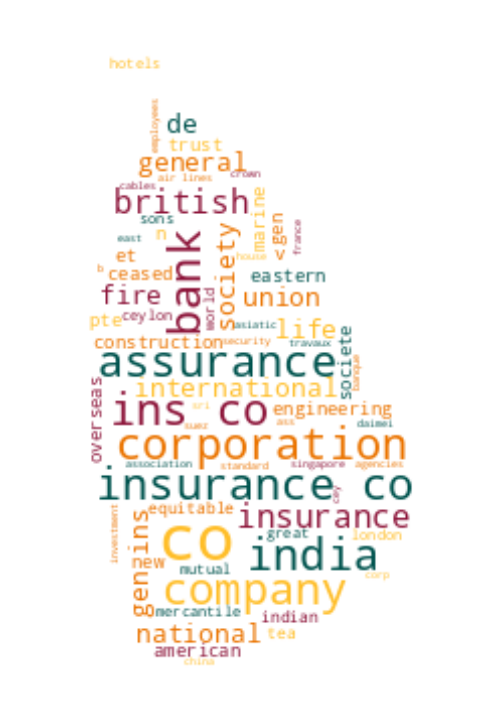 hotels
employees
de
trust
general
air lines
crown
cables
british
sons
marine
gen
v
france
n
east
society
bank
et
house
b
ceased
eastern
fire
world
union
ceylon
pte
asiatic
life
construction
security
travaux
societe
assurance
banque
overseas
international
ins co
sri
engineering
suez
ass
daimei
corporation
association
standard
singapore
agencies
insurance co
cey
investment
equitable
insurance
gen ins
co
great
london
new
india
mutual
corp
company
mercantile
indian
national
tea
american
china